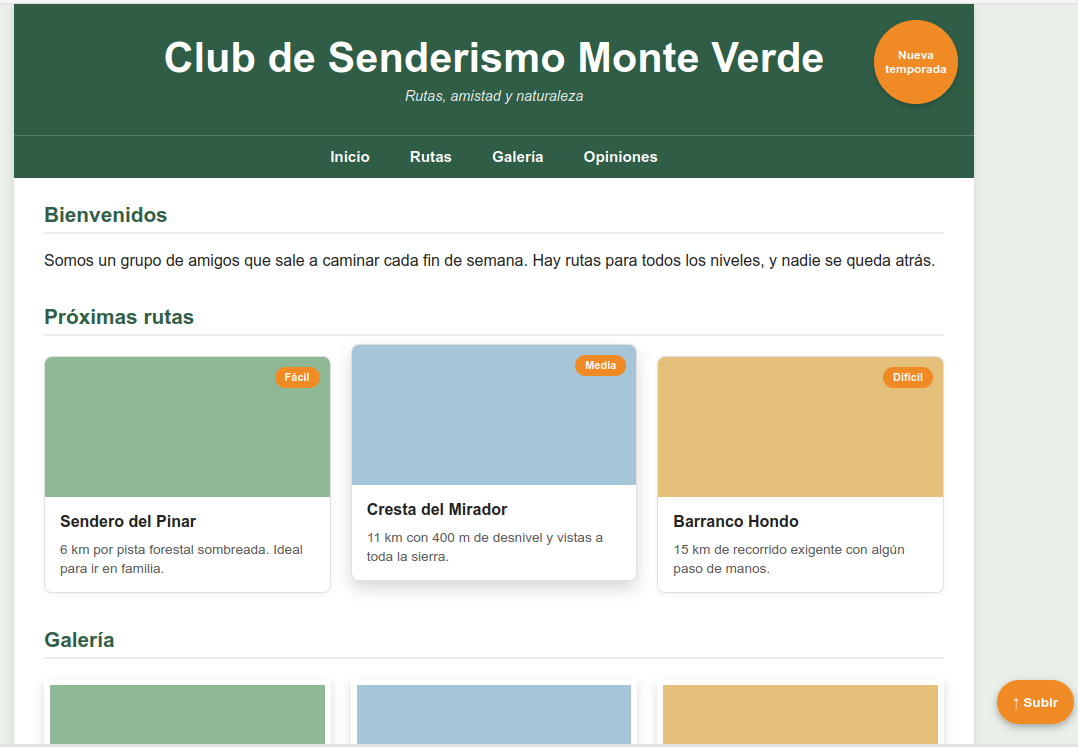 Club de Senderismo Monte Verde
Rutas, amistad y naturaleza
Nueva
temporada
Inicio Rutas Galería Opiniones
Bienvenidos
Somos un grupo de amigos que sale a caminar cada fin de semana. Hay rutas para todos los niveles, y nadie se queda atrás.
Próximas rutas
Fácil
Sendero del Pinar
6 km por pista forestal sombreada. Ideal
para ir en familia.
Media
Cresta del Mirador
11 km con 400 m de desnivel y vistas a
toda la sierra.
Difícil
Barranco Hondo
15 km de recorrido exigente con algún
paso de manos.
Galería
↑ Subir